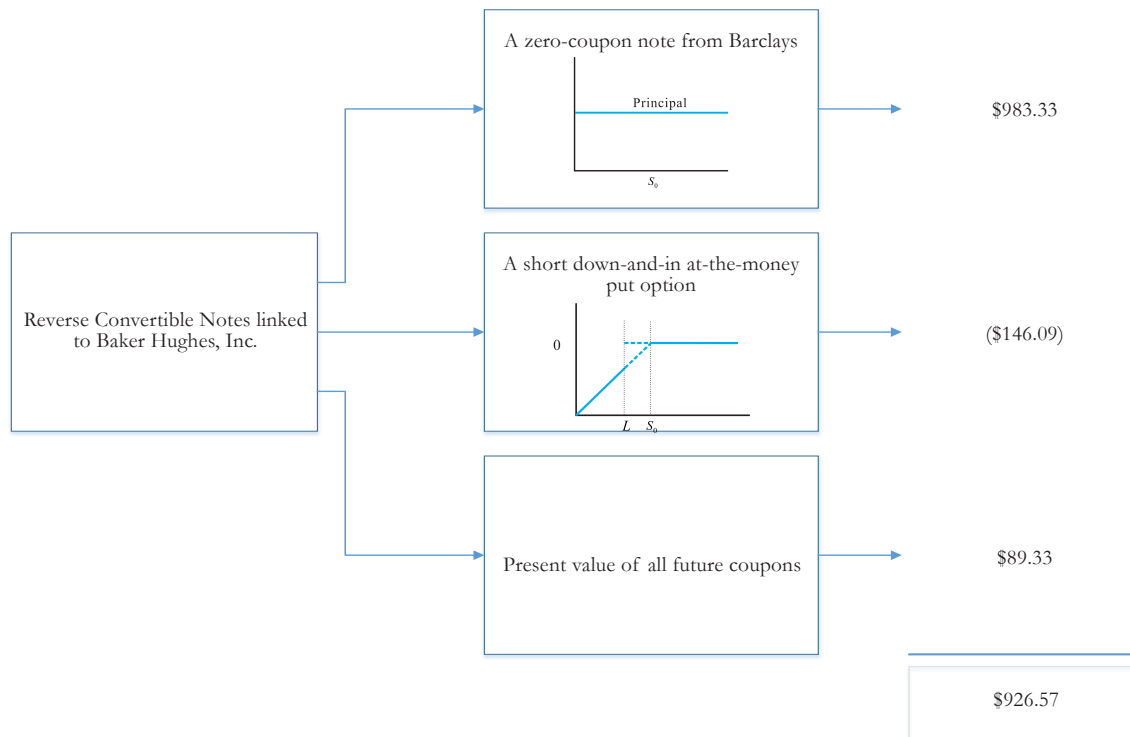 A zero-coupon note from Barclays
Principal
S₀
$983.33
Reverse Convertible Notes linked
to Baker Hughes, Inc.
A short down-and-in at-the-money
put option
0
L S₀
($146.09)
Present value of all future coupons
$89.33
$926.57